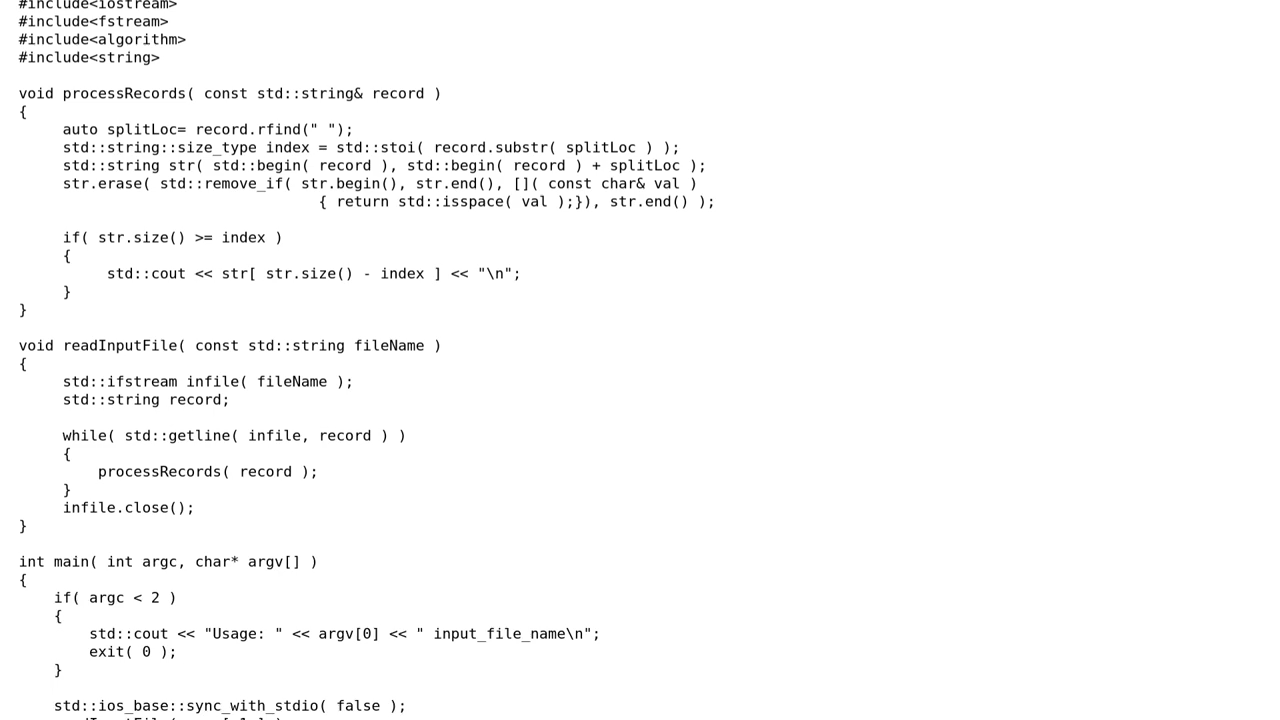 #include<iostream>
#include<fstream>
#include<algorithm>
#include<string>

void processRecords( const std::string& record )
{
     auto splitLoc= record.rfind(" ");
     std::string::size_type index = std::stoi( record.substr( splitLoc ) );
     std::string str( std::begin( record ), std::begin( record ) + splitLoc );
     str.erase( std::remove_if( str.begin(), str.end(), []( const char& val )
                                  { return std::isspace( val );}), str.end() );

     if( str.size() >= index )
     {
          std::cout << str[ str.size() - index ] << "\n";
     }
}

void readInputFile( const std::string fileName )
{
     std::ifstream infile( fileName );
     std::string record;

     while( std::getline( infile, record ) )
     {
         processRecords( record );
     }
     infile.close();
}

int main( int argc, char* argv[] )
{
    if( argc < 2 )
    {
        std::cout << "Usage: " << argv[0] << " input_file_name\n";
        exit( 0 );
    }

    std::ios_base::sync_with_stdio( false );